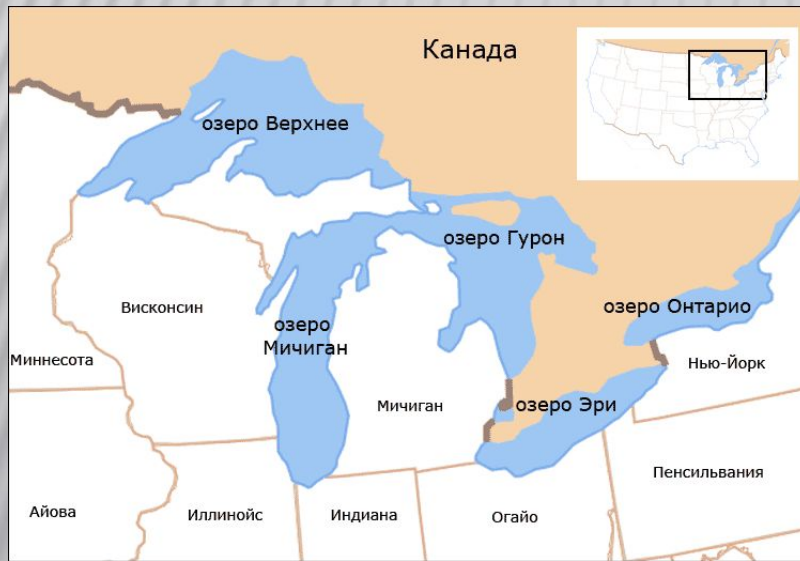 Канада
озеро Верхнее
озеро Гурон
Висконсин
озеро
Мичиган
озеро Онтарио
Миннесота
Нью-Йорк
Мичиган
озеро Эри
Пенсильвания
Айова
Иллинойс
Индиана
Огайо